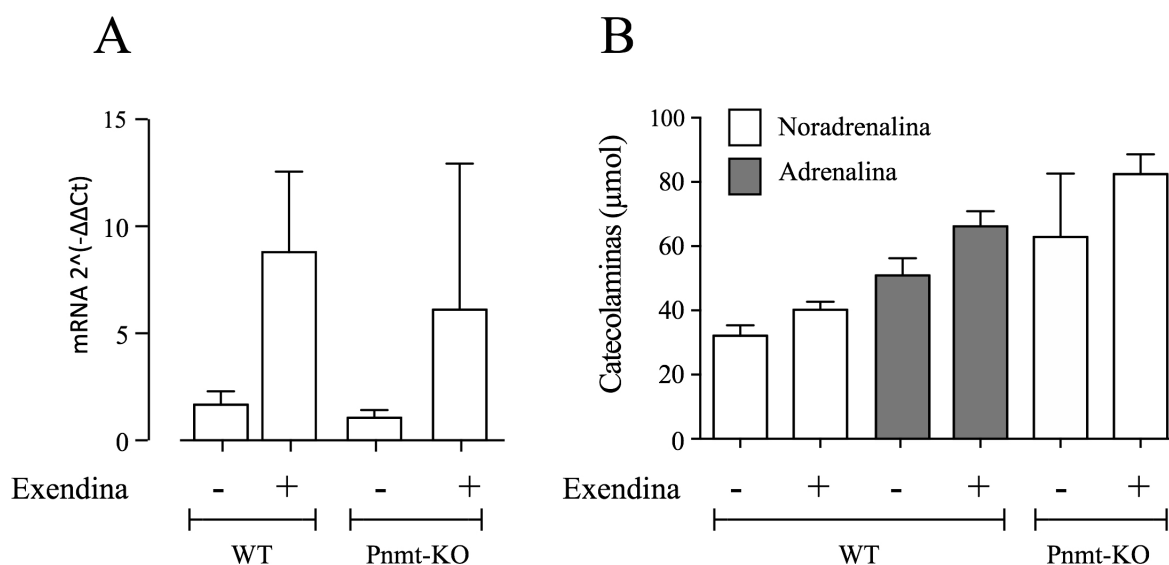 A
mRNA 2^(-ΔΔCt)
15
10
5
0
Exendina - + - +
WT Pnmt-KO
B
Catecolaminas (µmol)
100
80
60
40
20
0
Noradrenalina
Adrenalina
Exendina - + - + - +
WT Pnmt-KO